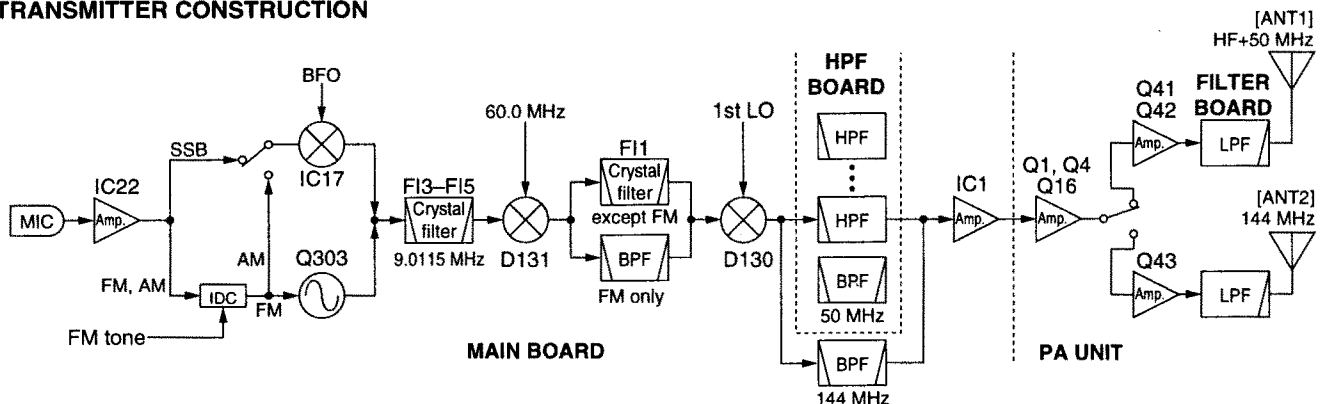 TRANSMITTER CONSTRUCTION
[ANT1]
HF+50 MHz
BFO
60.0 MHz
1st LO
HPF
BOARD
Q41
Q42
FILTER
BOARD
SSB
IC17
FI1
Crystal
filter
HPF
Amp.
LPF
IC22
FI3–FI5
Q1, Q4
Q16
IC1
MIC
Amp.
Crystal
filter
except FM
HPF
Amp.
Amp.
[ANT2]
144 MHz
9.0115 MHz
D131
D130
AM
Q303
BPF
BPF
Q43
FM, AM
IDC
FM
FM only
50 MHz
Amp.
LPF
FM tone
MAIN BOARD
BPF
PA UNIT
144 MHz